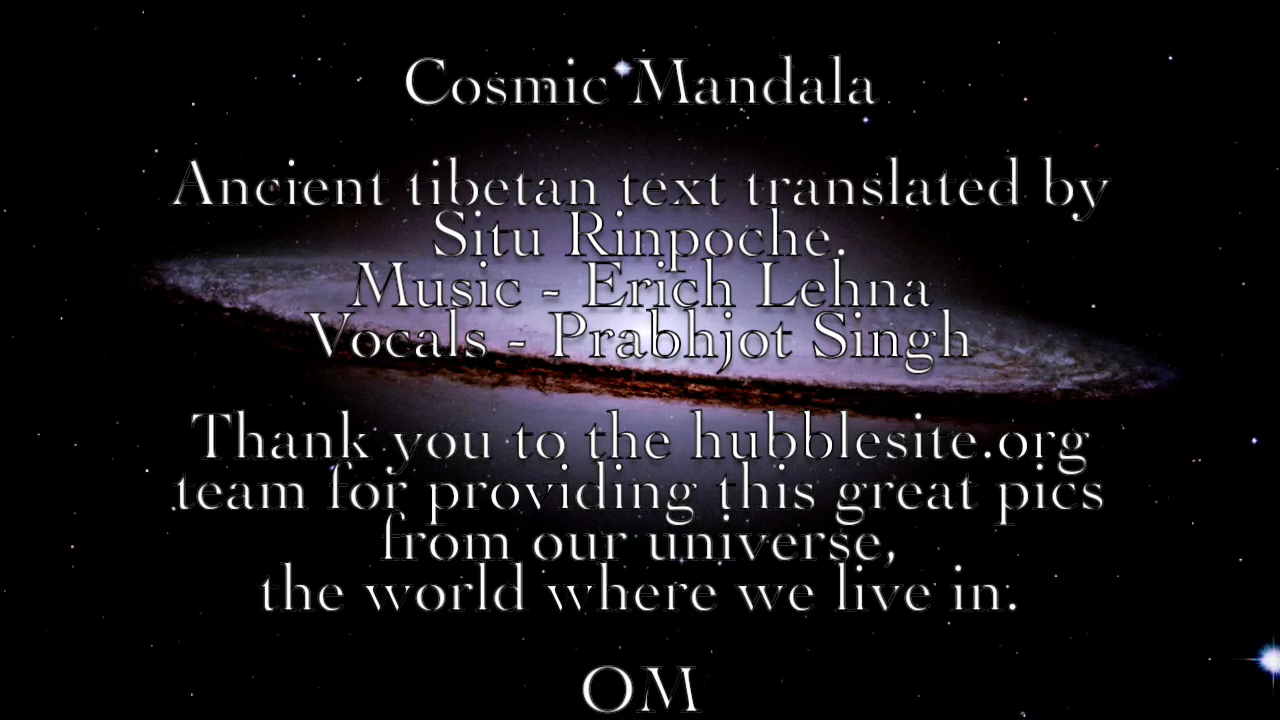 Cosmic Mandala
Ancient tibetan text translated by
Situ Rinpoche.
Music - Erich Lehna
Vocals - Prabhjot Singh
Thank you to the hubblesite.org
team for providing this great pics
from our universe,
the world where we live in.
OM